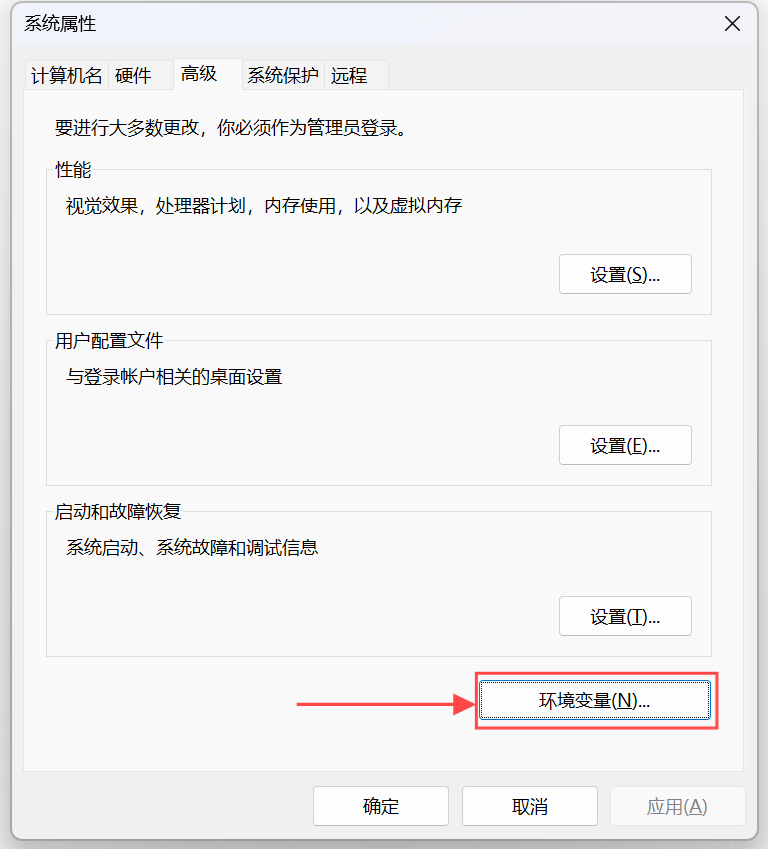 系统属性
计算机名 硬件 高级 系统保护 远程
要进行大多数更改，你必须作为管理员登录。
性能
视觉效果，处理器计划，内存使用，以及虚拟内存
设置(S)...
用户配置文件
与登录帐户相关的桌面设置
设置(E)...
启动和故障恢复
系统启动、系统故障和调试信息
设置(T)...
环境变量(N)...
确定 取消 应用(A)